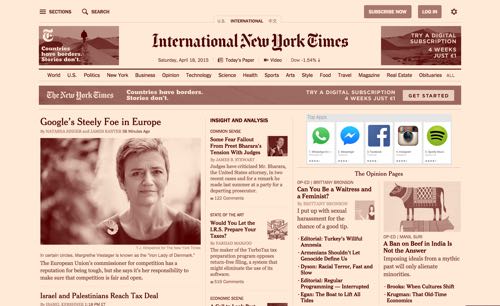 SECTIONS
SEARCH
U.S.
INTERNATIONAL
中文
SUBSCRIBE NOW
LOG IN
Countries
have borders.
Stories don't.
International New York Times
TRY A DIGITAL
SUBSCRIPTION
4 WEEKS
JUST £1
Saturday, April 18, 2015
Today's Paper
Video
Dow -1.54% ↓
World
U.S.
Politics
New York
Business
Opinion
Technology
Science
Health
Sports
Arts
Style
Food
Travel
Magazine
Real Estate
Obituaries
ALL
The New York Times
Countries have borders.
Stories don't.
TRY A DIGITAL SUBSCRIPTION
4 WEEKS JUST £1
GET STARTED
Google's Steely Foe in Europe
By NATASHA SINGER and JAMES KANTER 58 Minutes Ago
T.J. Kirkpatrick for The New York Times
In certain circles, Margrethe Vestager is known as the "Iron Lady of Denmark."
The European Union's commissioner for competition has a
reputation for being tough, but she says it's her responsibility to
make sure that competition is fair and open.
Israel and Palestinians Reach Tax Deal
INSIGHT AND ANALYSIS
COMMON SENSE
Some Fear Fallout
From Preet Bharara's
Tension With Judges
By JAMES B. STEWART
Judges have criticized Mr. Bharara,
the United States attorney, in two
recent cases and for a remark he
made last summer at a party for a
departing prosecutor.
122 Comments
STATE OF THE ART
Would You Let the
I.R.S. Prepare Your
Taxes?
By FARHAD MANJOO
The maker of the TurboTax tax
preparation program opposes
return-free filing, a system that
might eliminate the use of its
software.
519 Comments
ECONOMIC SCENE
Top Apps
The Opinion Pages
OP-ED | BRITTANY BRONSON
Can You Be a Waitress and
a Feminist?
By BRITTANY BRONSON
I put up with sexual
harassment for the
chance of a good tip.
Editorial: Turkey's Willful
Amnesia
Armenians Shouldn't Let
Genocide Define Us
Dyson: Racial Terror, Fast and
Slow
Editorial: Regular
Programming — Interrupted
Egan: The Boat to Lift All
Tides
OP-ED | MANIL SURI
A Ban on Beef in India Is
Not the Answer
Imposing ideals from a mythic
past will only alienate
minorities.
Brooks: When Cultures Shift
Krugman: That Old-Time
Economics